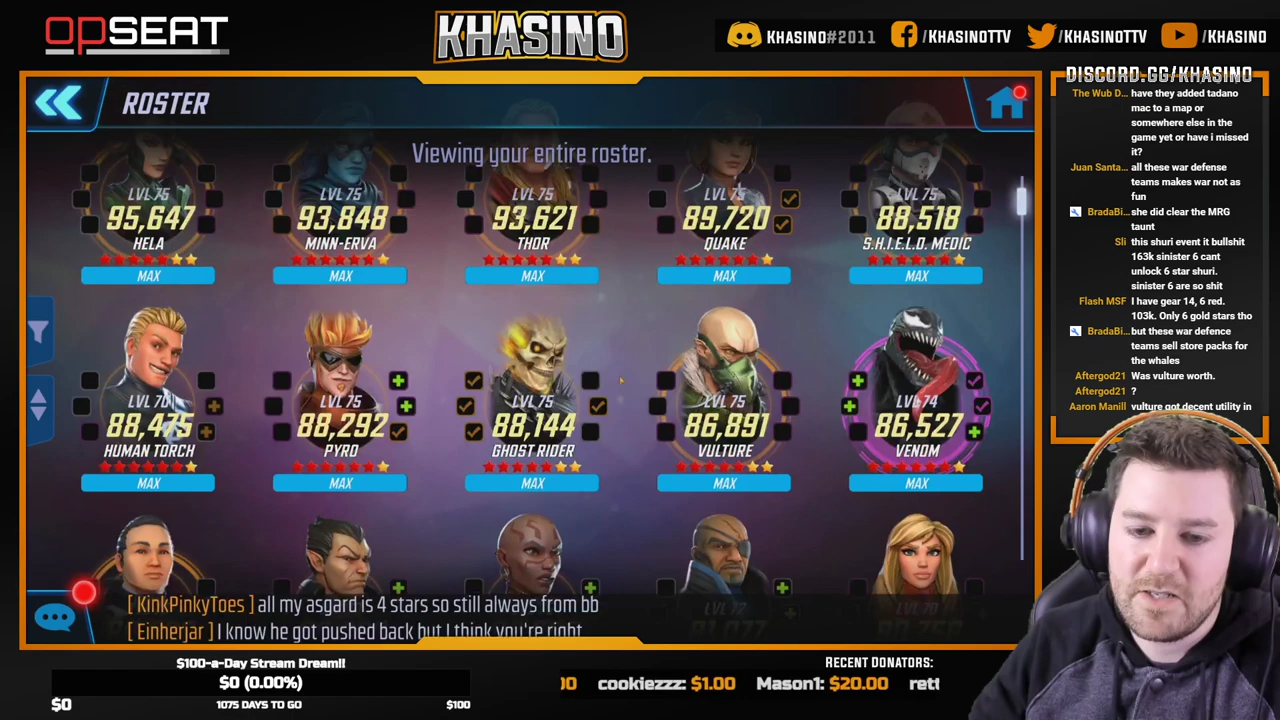 opSEAT
KHASINO
KHASINO#2011
/KHASINOTTV
/KHASINOTTV
/KHASINO
DISCORD.GG/KHASINO
ROSTER
Viewing your entire roster.
LVL 75
95,647
HELA
MAX
LVL 75
93,848
MINN-ERVA
MAX
LVL 75
93,621
THOR
MAX
LVL 75
89,720
QUAKE
MAX
LVL 75
88,518
S.H.I.E.L.D. MEDIC
MAX
LVL 70
88,475
HUMAN TORCH
MAX
LVL 75
88,292
PYRO
MAX
LVL 75
88,144
GHOST RIDER
MAX
LVL 75
86,891
VULTURE
MAX
LVL 74
86,527
VENOM
MAX
LVL 72
[ KinkPinkyToes ] all my asgard is 4 stars so still always from bb
[ Einherjar ] I know he got pushed back but I think you're right
The Wub D... have they added tadano
mac to a map or
somewhere else in the
game yet or have i missed
it?
Juan Santa... all these war defense
teams makes war not as
fun
BradaBi... she did clear the MRG
taunt
Sli this shuri event it bullshit
163k sinister 6 cant
unlock 6 star shuri.
sinister 6 are so shit
Flash MSF I have gear 14, 6 red.
103k. Only 6 gold stars tho
BradaBi... but these war defence
teams sell store packs for
the whales
Aftergod21 Was vulture worth.
Aftergod21 ?
Aaron Manill vulture got decent utility in
$100-a-Day Stream Dream!!
$0 (0.00%)
$0
1075 DAYS TO GO
$100
RECENT DONATORS:
cookiezzz: $1.00 Mason1: $20.00